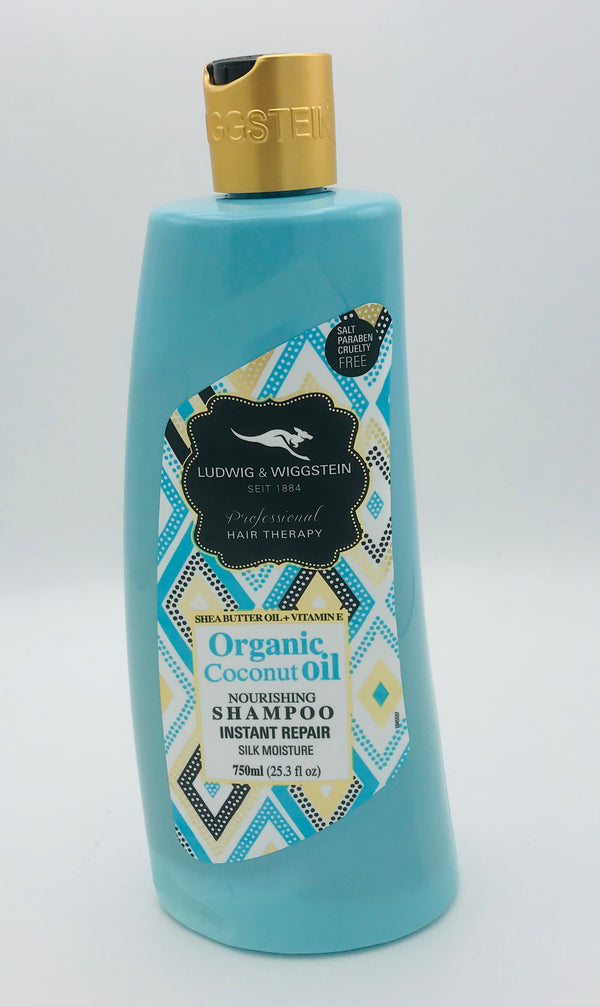 GGSTEIN
SALT
PARABEN
CRUELTY
FREE
LUDWIG & WIGGSTEIN
SEIT 1884
Professional
HAIR THERAPY
SHEA BUTTER OIL + VITAMIN E
Organic
Coconut oil
NOURISHING
SHAMPOO
INSTANT REPAIR
SILK MOISTURE
750ml (25.3 fl oz)